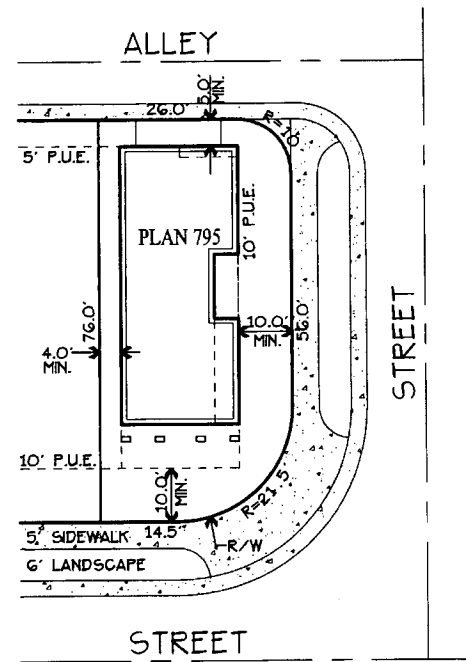 ALLEY
5.0'
MIN.
26.0'
R=10'
5' P.U.E.
10' P.U.E.
PLAN 795
76.0'
4.0'
MIN.
10.0'
MIN.
56.0'
STREET
10' P.U.E.
10.0'
MIN.
R=21.5'
14.5'
5' SIDEWALK
R/W
6' LANDSCAPE
STREET